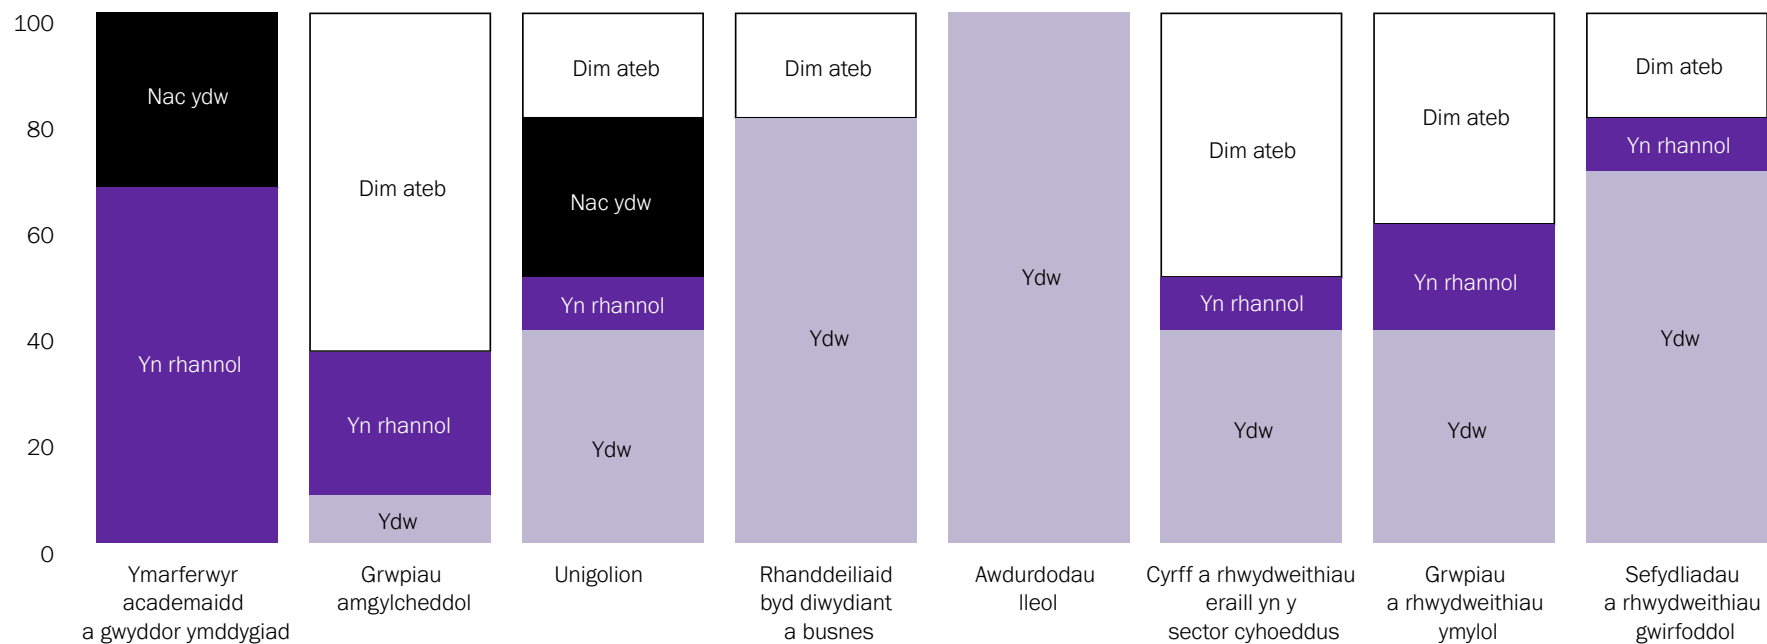 100
80
60
40
20
0
Nac ydw
Yn rhannol
Dim ateb
Yn rhannol
Ydw
Dim ateb
Nac ydw
Yn rhannol
Ydw
Dim ateb
Ydw
Ydw
Dim ateb
Yn rhannol
Ydw
Dim ateb
Yn rhannol
Ydw
Dim ateb
Yn rhannol
Ydw
Ymarferwyr
academaidd
a gwyddor ymddygiad
Grwpiau
amgylcheddol
Unigolion
Rhanddeiliaid
byd diwydiant
a busnes
Awdurdodau
lleol
Cyrff a rhwydweithiau
eraill yn y
sector cyhoeddus
Grwpiau
a rhwydweithiau
ymylol
Sefydliadau
a rhwydweithiau
gwirfoddol